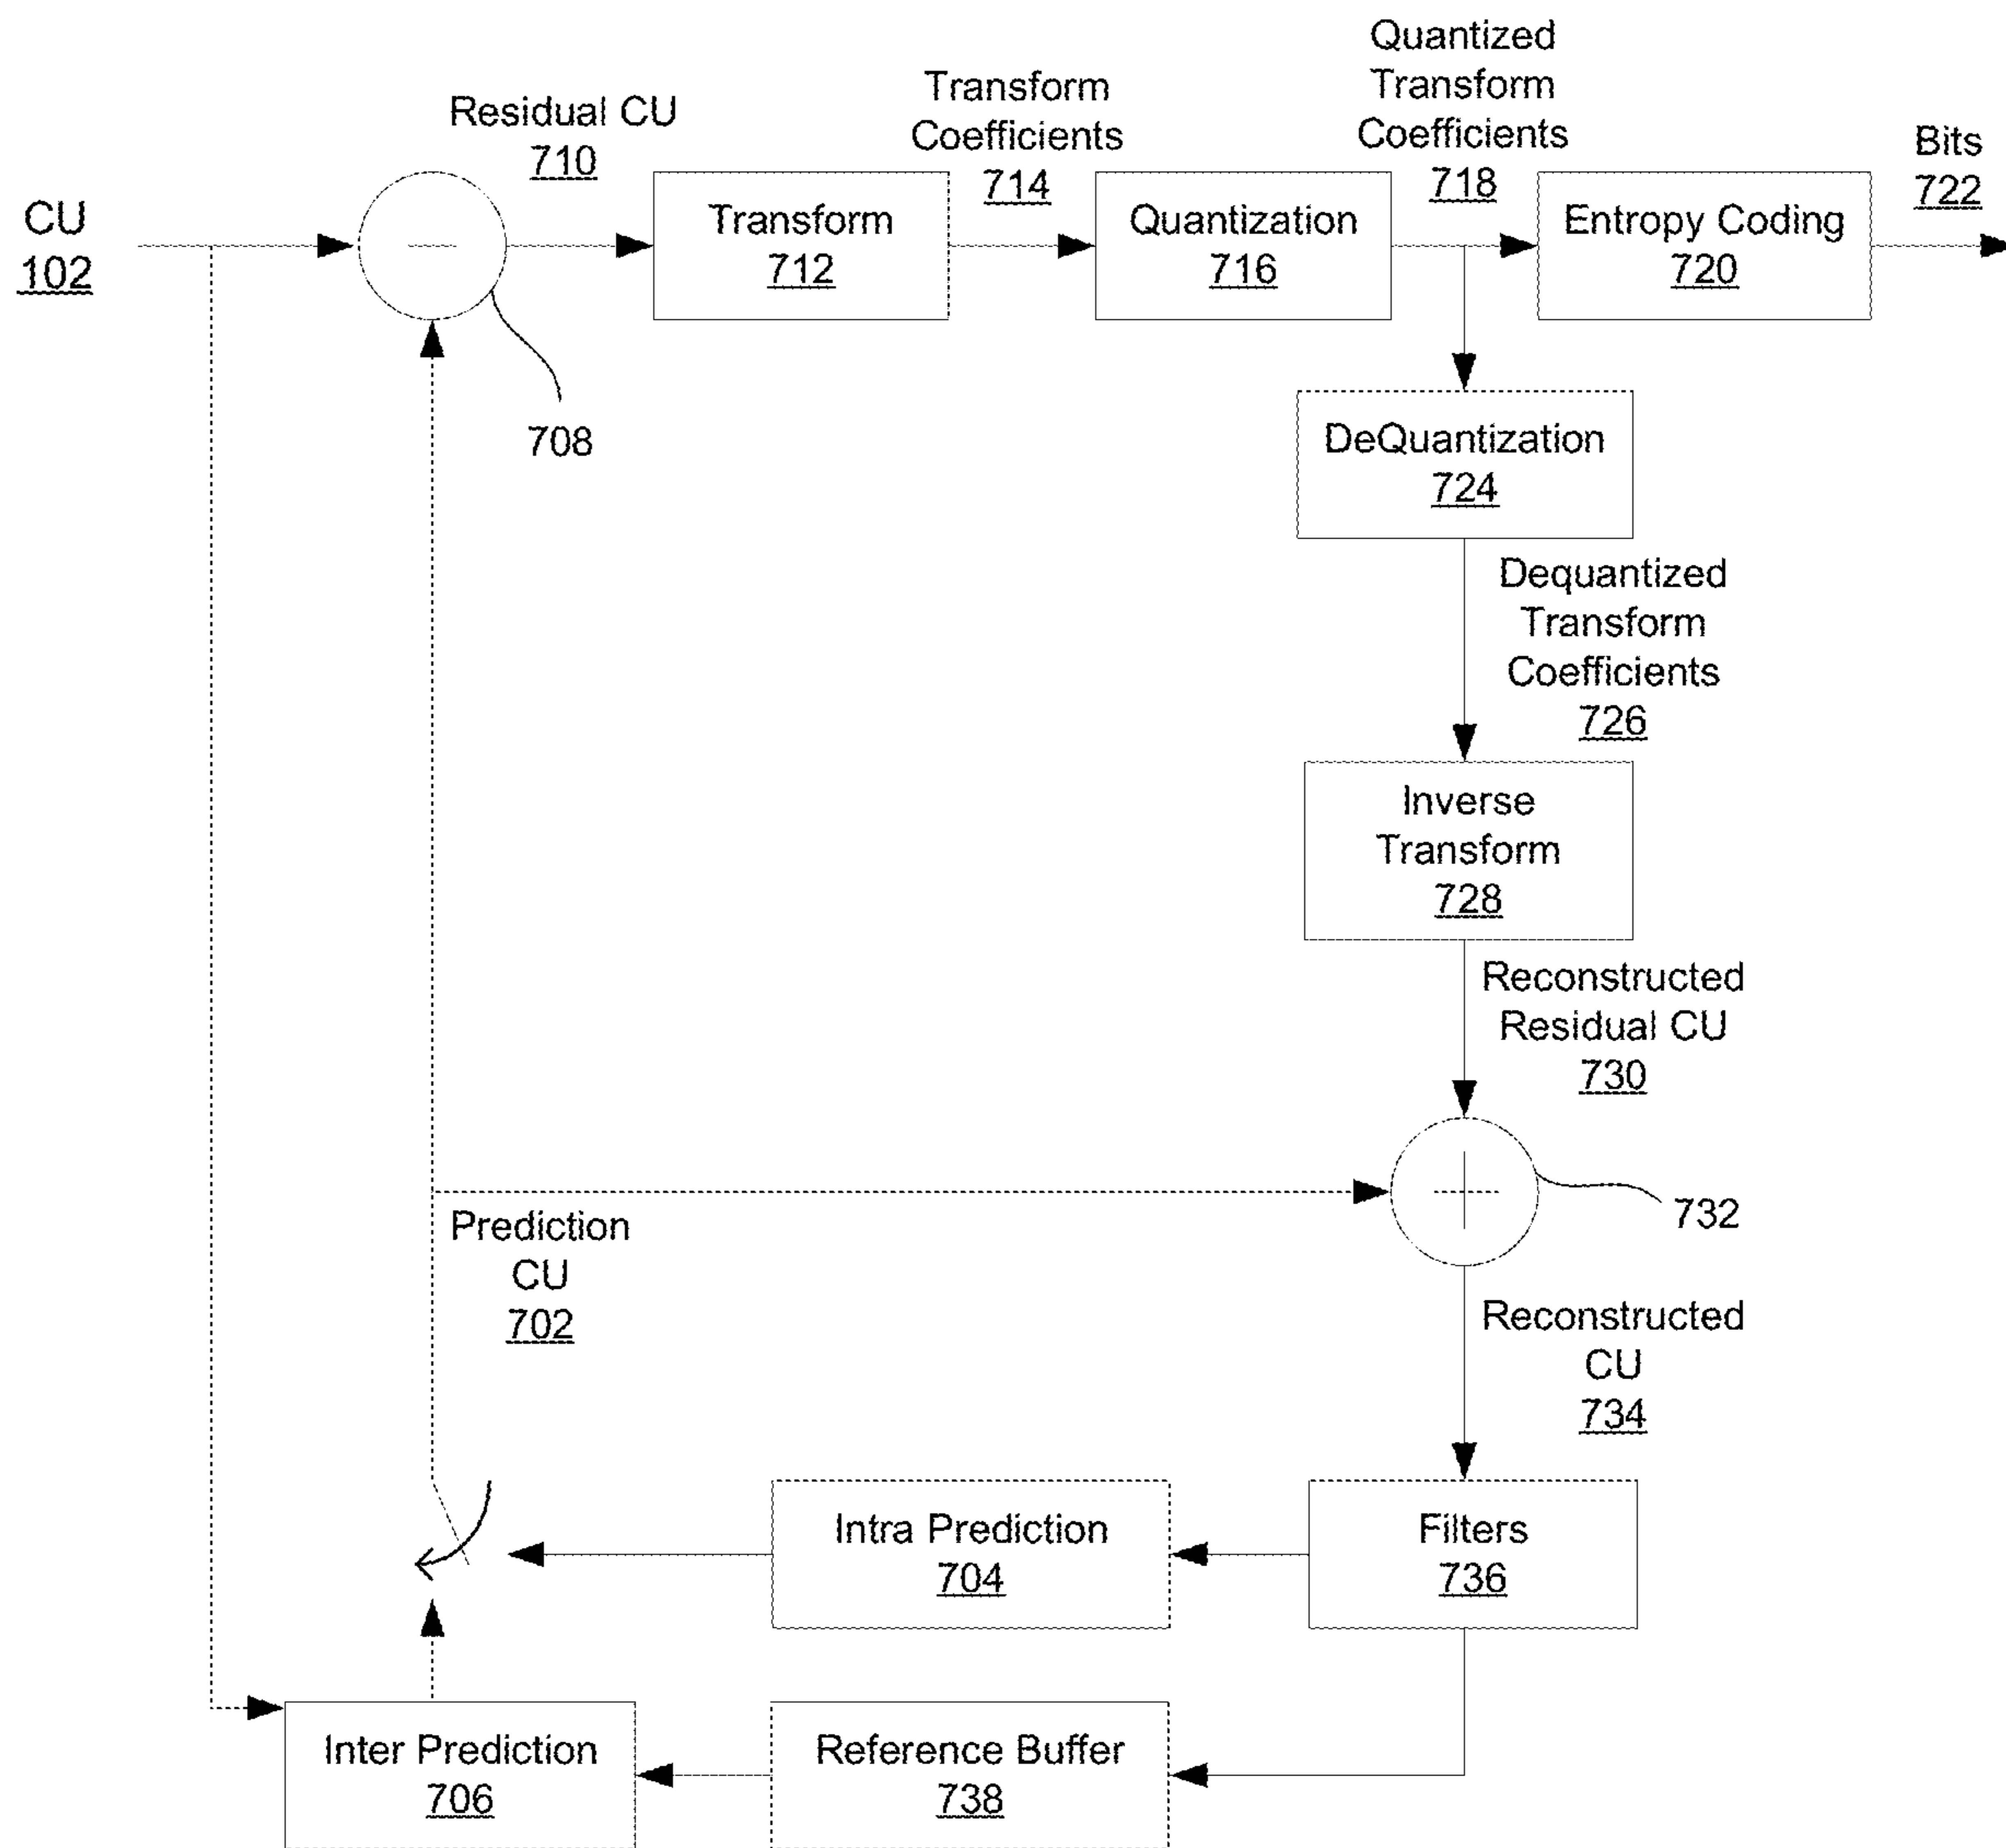 CU
102
Residual CU
710
708
Transform
712
Transform
Coefficients
714
Quantization
716
Quantized
Transform
Coefficients
718
Entropy Coding
720
Bits
722
DeQuantization
724
Dequantized
Transform
Coefficients
726
Inverse
Transform
728
Reconstructed
Residual CU
730
732
Prediction
CU
702
Reconstructed
CU
734
Intra Prediction
704
Filters
736
Inter Prediction
706
Reference Buffer
738